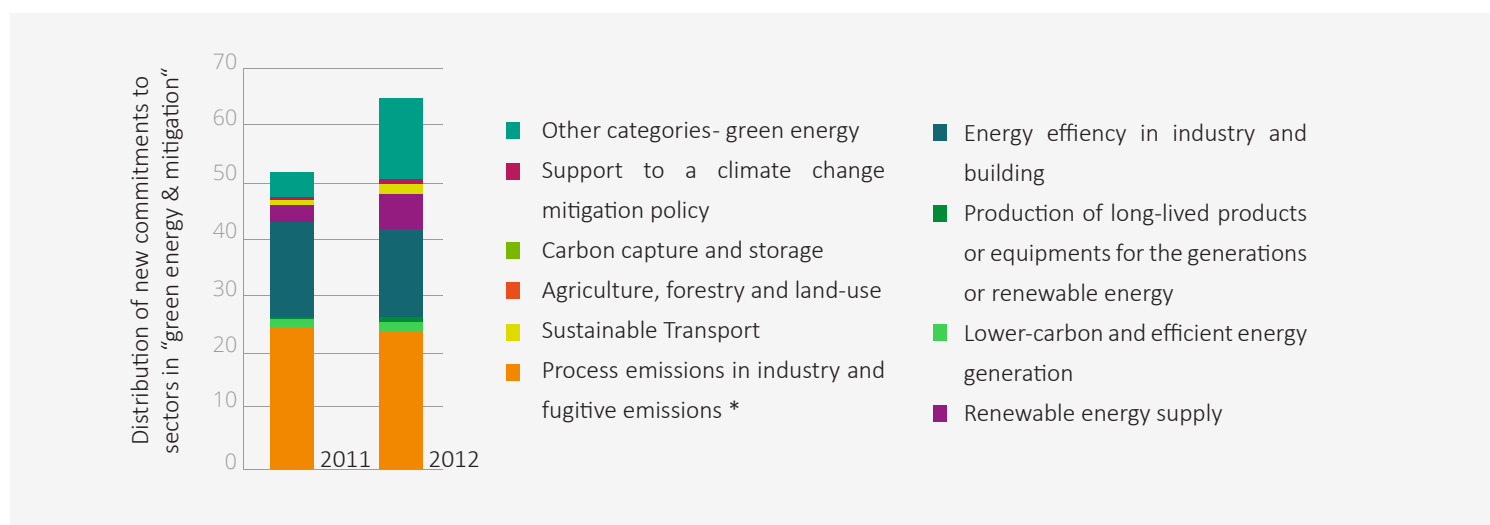 Distribution of new commitments to
sectors in “green energy & mitigation“
70
60
50
40
30
20
10
0
2011
2012
Other categories- green energy
Support to a climate change
mitigation policy
Carbon capture and storage
Agriculture, forestry and land-use
Sustainable Transport
Process emissions in industry and
fugitive emissions *
Energy effiency in industry and
building
Production of long-lived products
or equipments for the generations
or renewable energy
Lower-carbon and efficient energy
generation
Renewable energy supply